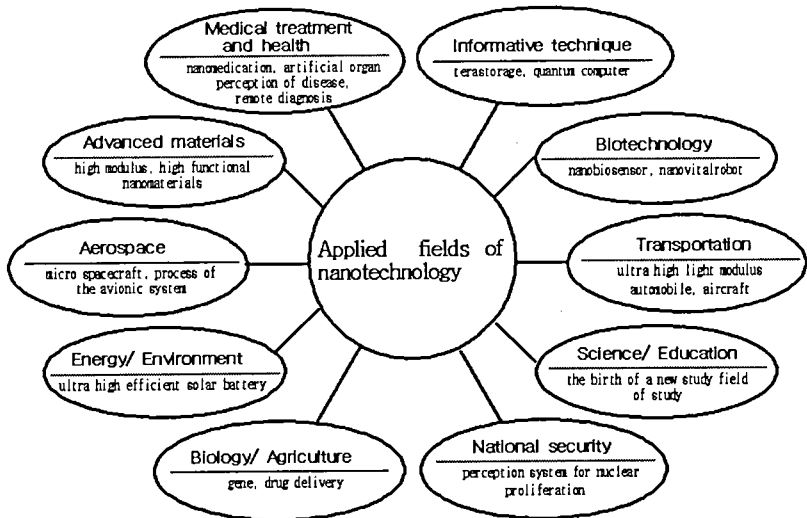 Medical treatment
and health
nanomedication, artificial organ
perception of disease,
remote diagnosis
Informative technique
terastorage, quantum computer
Advanced materials
high modulus, high functional
nanomaterials
Biotechnology
nanobiosensor, nanovitalrobot
Applied fields of
nanotechnology
Aerospace
micro spacecraft, process of
the avionic system
Transportation
ultra high light modulus
automobile, aircraft
Energy/ Environment
ultra high efficient solar battery
Science/ Education
the birth of a new study field
of study
Biology/ Agriculture
gene, drug delivery
National security
perception system for nuclear
proliferation